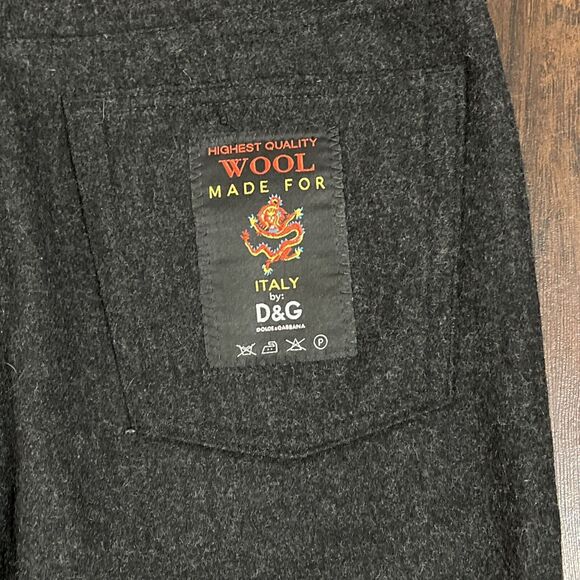 HIGHEST QUALITY
WOOL
MADE FOR
ITALY
by:
D&G
DOLCE&GABBANA
P